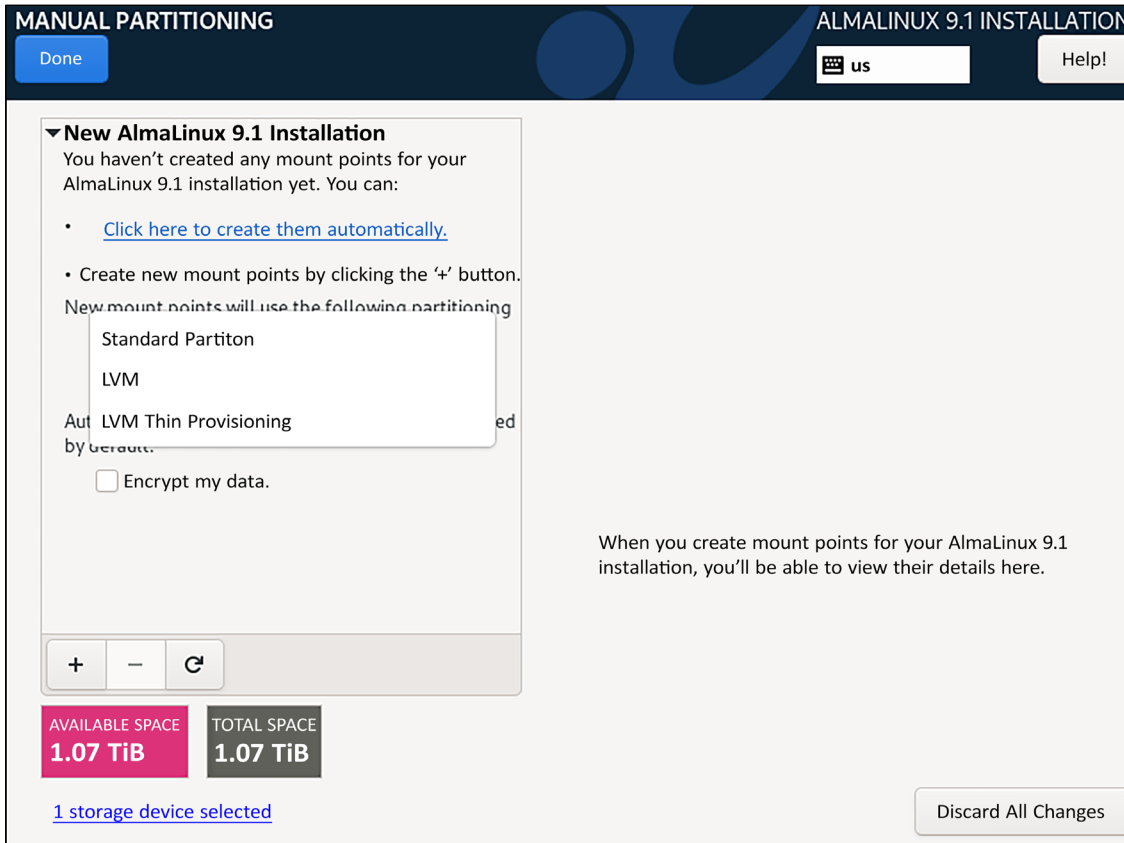 MANUAL PARTITIONING
ALMALINUX 9.1 INSTALLATION
Done
us
Help!
New AlmaLinux 9.1 Installation
You haven’t created any mount points for your
AlmaLinux 9.1 installation yet. You can:
• Click here to create them automatically.
• Create new mount points by clicking the ‘+’ button.
New mount points will use the following partitioning
Standard Partiton
LVM
LVM Thin Provisioning
by default.
Encrypt my data.
When you create mount points for your AlmaLinux 9.1
installation, you’ll be able to view their details here.
+ −
AVAILABLE SPACE
1.07 TiB
TOTAL SPACE
1.07 TiB
1 storage device selected
Discard All Changes